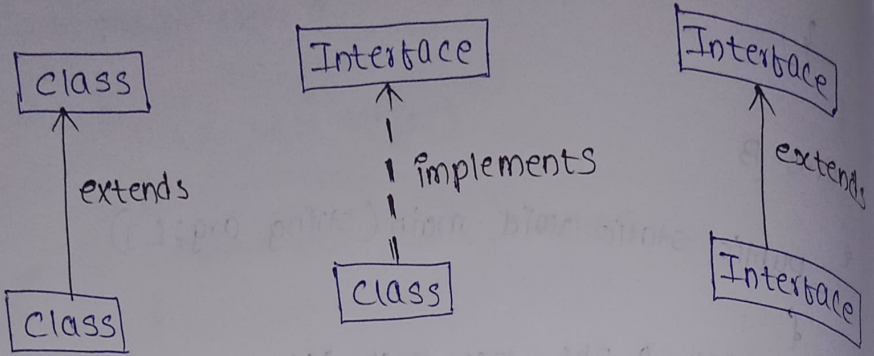 Class
extends
Class
Interface
implements
Class
Interface
extends
Interface